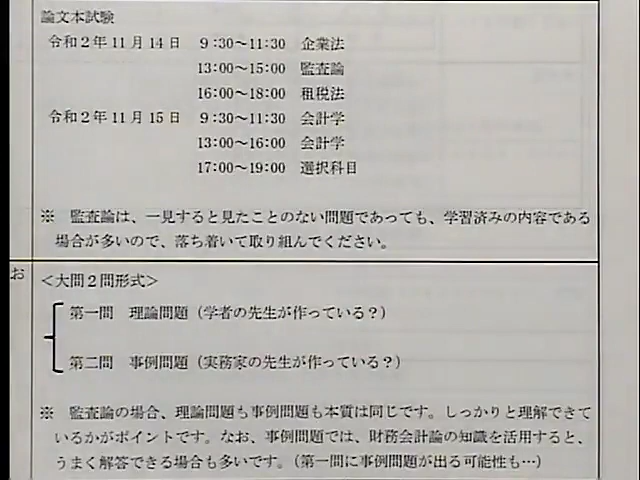 論文本試験
令和2年11月14日 9:30～11:30 企業法
13:00～15:00 監査論
16:00～18:00 租税法
令和2年11月15日 9:30～11:30 会計学
13:00～16:00 会計学
17:00～19:00 選択科目
※ 監査論は、一見すると見たことのない問題であっても、学習済みの内容である
場合が多いので、落ち着いて取り組んでください。
お
＜大問2問形式＞
第一問 理論問題（学者の先生が作っている？）
第二問 事例問題（実務家の先生が作っている？）
※ 監査論の場合、理論問題も事例問題も本質は同じです。しっかりと理解できて
いるかがポイントです。なお、事例問題では、財務会計論の知識を活用すると、
うまく解答できる場合も多いです。（第一問に事例問題が出る可能性も…）